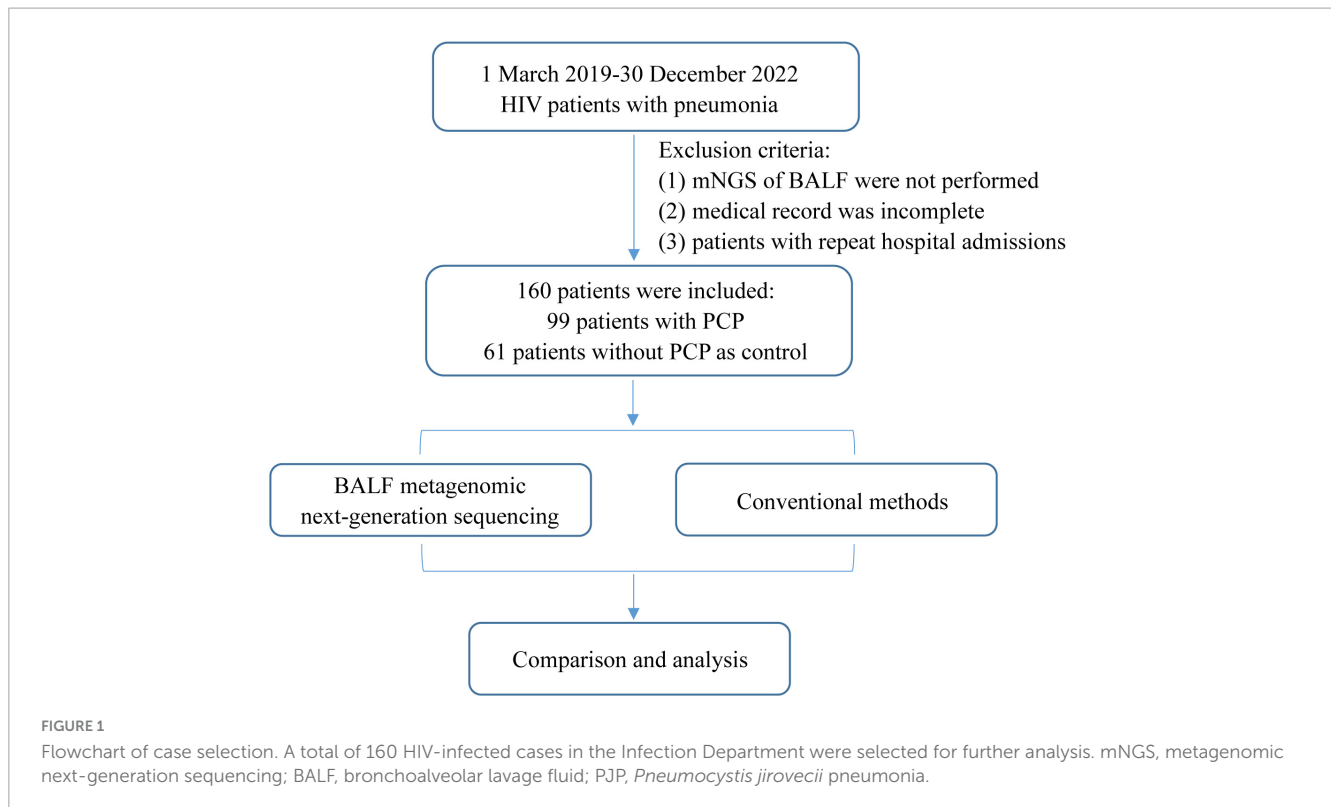 1 March 2019-30 December 2022
HIV patients with pneumonia
Exclusion criteria:
(1) mNGS of BALF were not performed
(2) medical record was incomplete
(3) patients with repeat hospital admissions
160 patients were included:
99 patients with PCP
61 patients without PCP as control
BALF metagenomic
next-generation sequencing
Conventional methods
Comparison and analysis
FIGURE 1
Flowchart of case selection. A total of 160 HIV-infected cases in the Infection Department were selected for further analysis. mNGS, metagenomic
next-generation sequencing; BALF, bronchoalveolar lavage fluid; PJP, Pneumocystis jirovecii pneumonia.